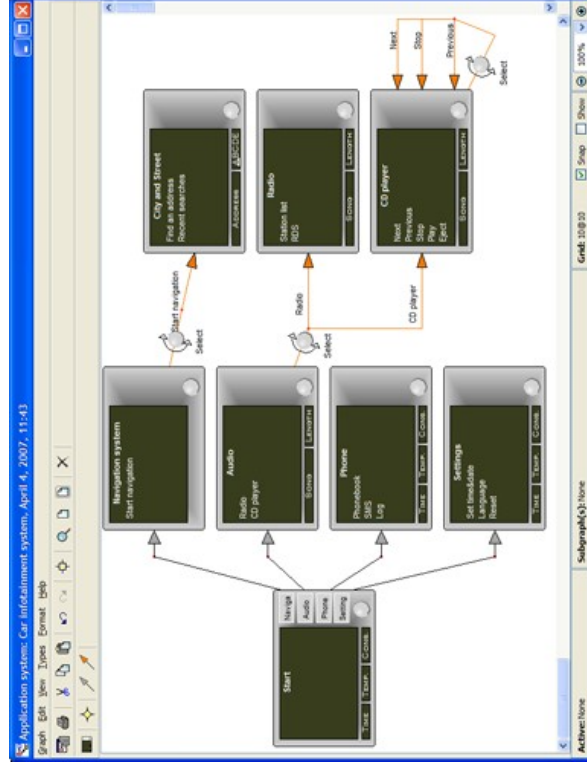 Application system: Car infotainment system, April 4, 2007, 11:43
Graph Edit View Types Format Help
Start
Naviga
Audio
Phone
Setting
TIME TEMP. CONS.
Navigation system
Start navigation
Select
Start navigation
City and Street
Find an address
Recent searches
ADDRESS ABCDE
Audio
Radio
CD player
SONG LENGTH
Select
Radio
CD player
Radio
Station list
RDS
SONG LENGTH
Phone
Phonebook
SMS
Log
TIME TEMP. CONS.
CD player
Next
Previous
Stop
Play
Eject
SONG LENGTH
Next
Stop
Previous
Select
Settings
Set time&date
Language
Reset
TIME TEMP. CONS.
Active: None Subgraph(s): None Grid: 10@10 Snap Show 100%